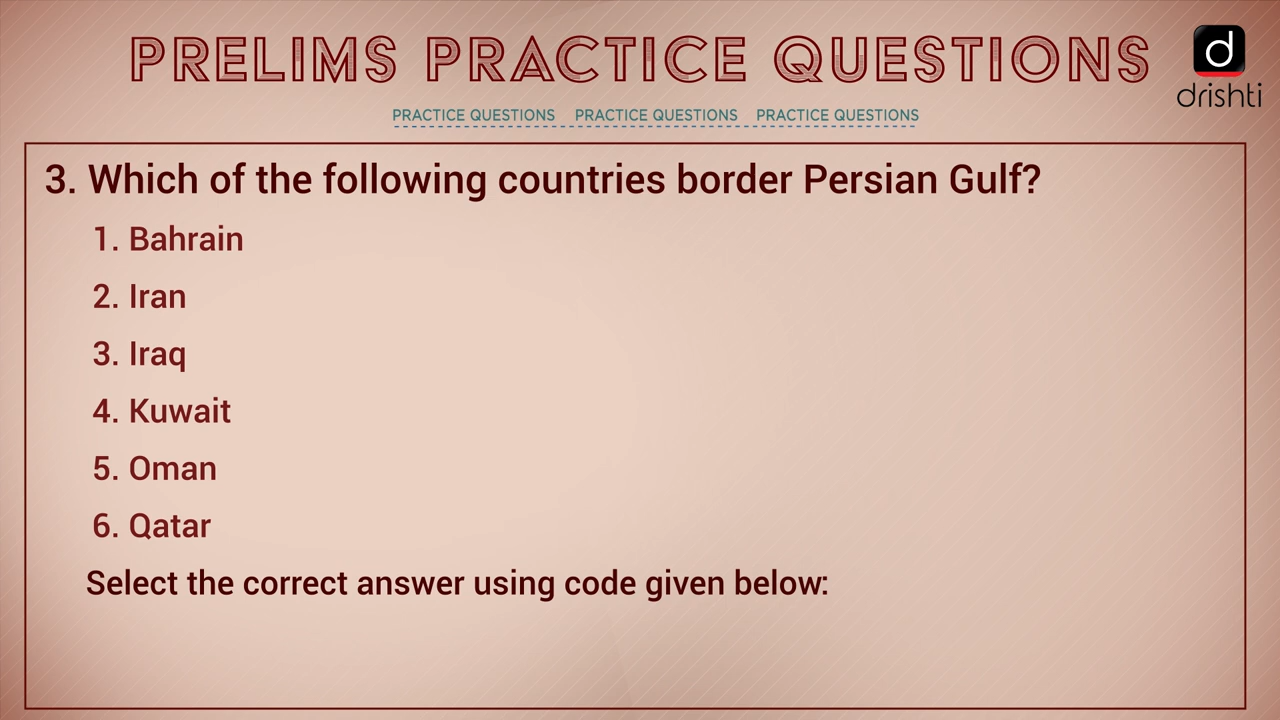 PRELIMS PRACTICE QUESTIONS
d
drishti
PRACTICE QUESTIONS PRACTICE QUESTIONS PRACTICE QUESTIONS
3. Which of the following countries border Persian Gulf?
1. Bahrain
2. Iran
3. Iraq
4. Kuwait
5. Oman
6. Qatar
Select the correct answer using code given below: